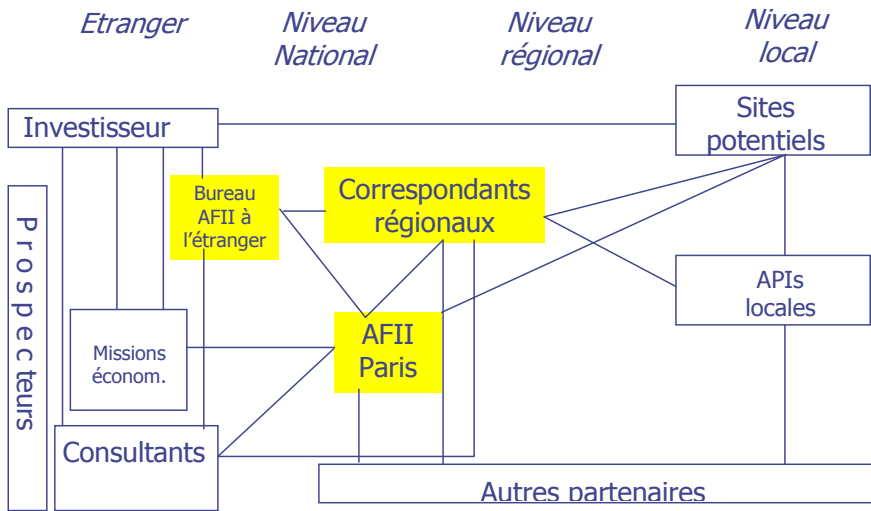 Etranger
Niveau
National
Niveau
régional
Niveau
local
Investisseur
Sites
potentiels
Bureau
AFII à
l'étranger
Correspondants
régionaux
Prospecteurs
APIs
locales
AFII
Paris
Missions
économ.
Consultants
Autres partenaires